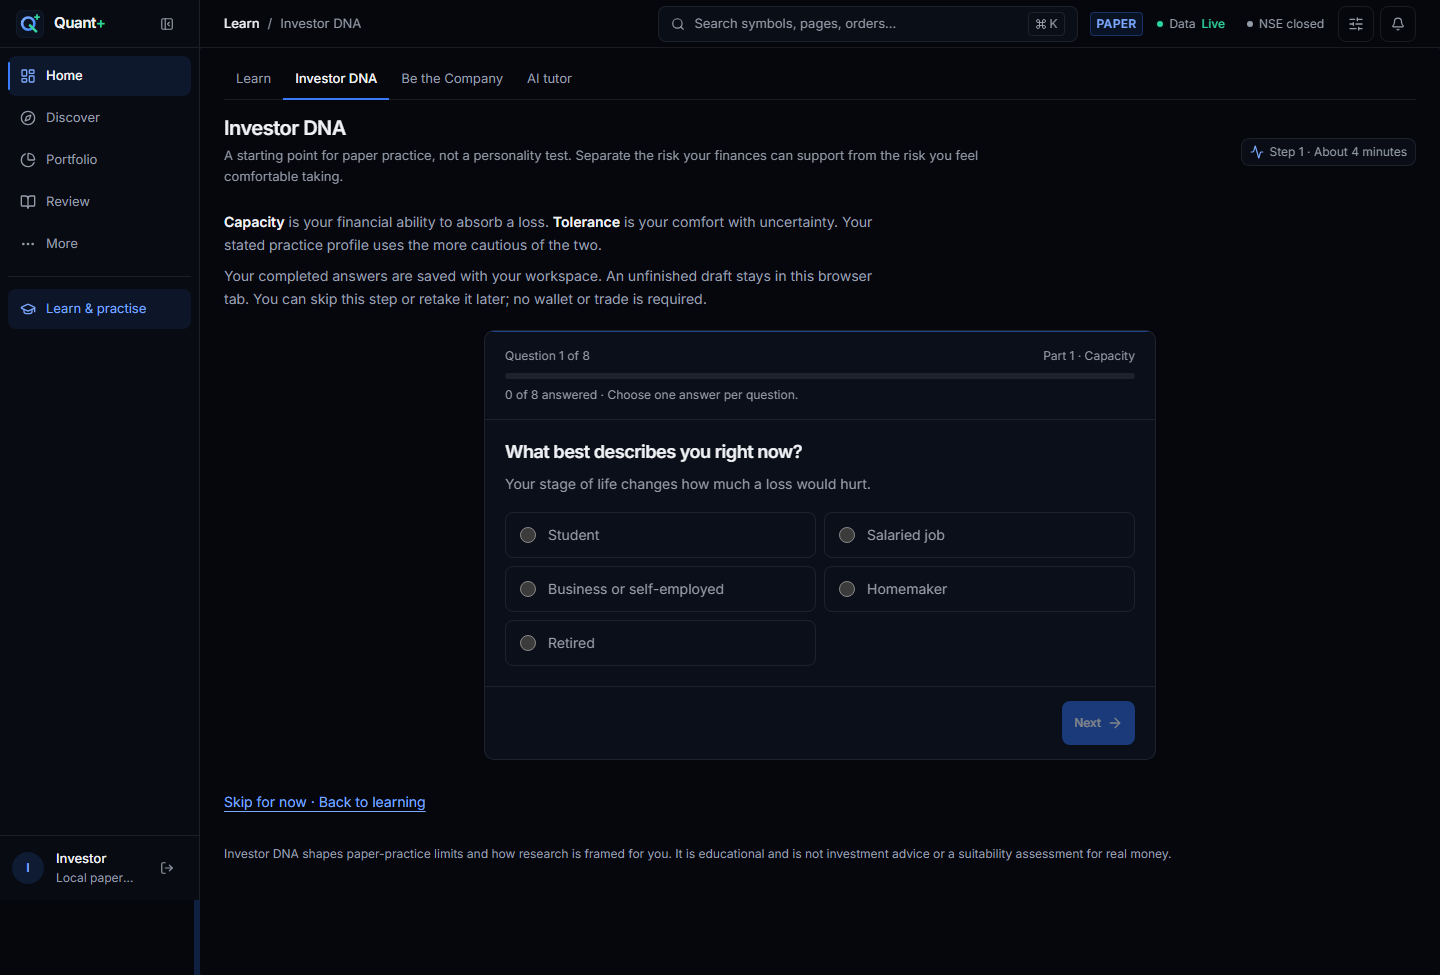 Quant+
Learn / Investor DNA
Search symbols, pages, orders...
⌘ K
PAPER
Data Live
NSE closed
Home
Discover
Portfolio
Review
More
Learn & practise
Learn
Investor DNA
Be the Company
AI tutor
Investor DNA
A starting point for paper practice, not a personality test. Separate the risk your finances can support from the risk you feel
comfortable taking.
Step 1 · About 4 minutes
Capacity is your financial ability to absorb a loss. Tolerance is your comfort with uncertainty. Your
stated practice profile uses the more cautious of the two.
Your completed answers are saved with your workspace. An unfinished draft stays in this browser
tab. You can skip this step or retake it later; no wallet or trade is required.
Question 1 of 8
Part 1 · Capacity
0 of 8 answered · Choose one answer per question.
What best describes you right now?
Your stage of life changes how much a loss would hurt.
Student
Salaried job
Business or self-employed
Homemaker
Retired
Next
Skip for now · Back to learning
Investor DNA shapes paper-practice limits and how research is framed for you. It is educational and is not investment advice or a suitability assessment for real money.
I
Investor
Local paper...